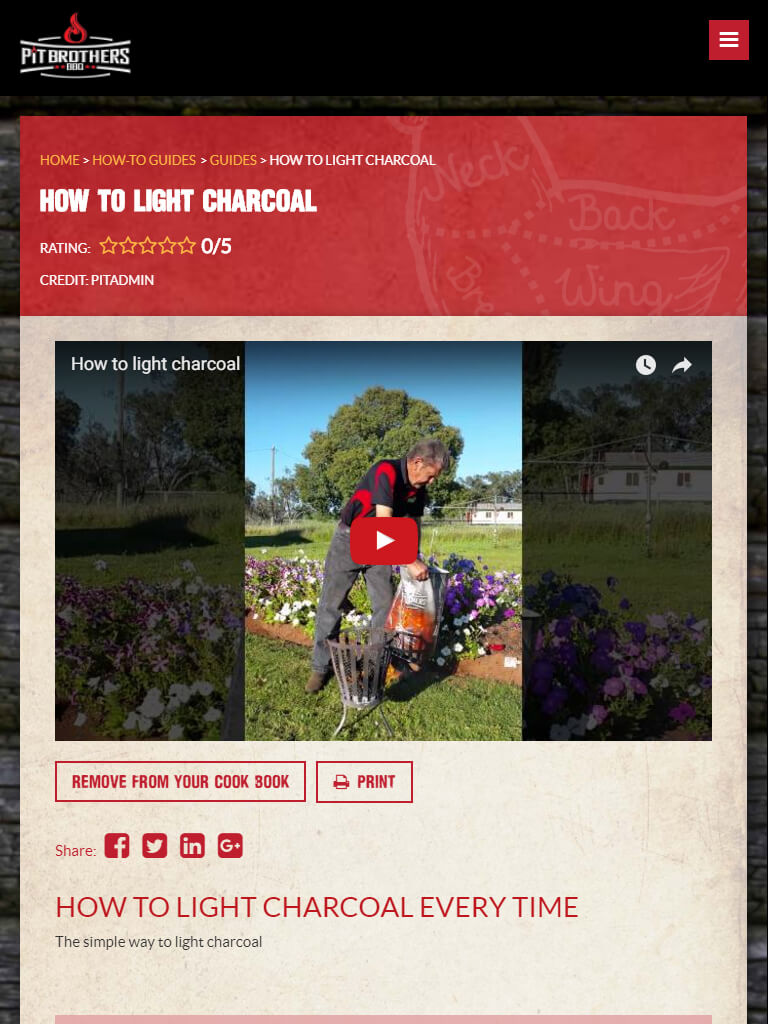 PITBROTHERS
BBQ
HOME > HOW-TO GUIDES > GUIDES > HOW TO LIGHT CHARCOAL
HOW TO LIGHT CHARCOAL
RATING: 0/5
CREDIT: PITADMIN
Neck
Back
Wing
How to light charcoal
REMOVE FROM YOUR COOK BOOK
PRINT
Share:
HOW TO LIGHT CHARCOAL EVERY TIME
The simple way to light charcoal